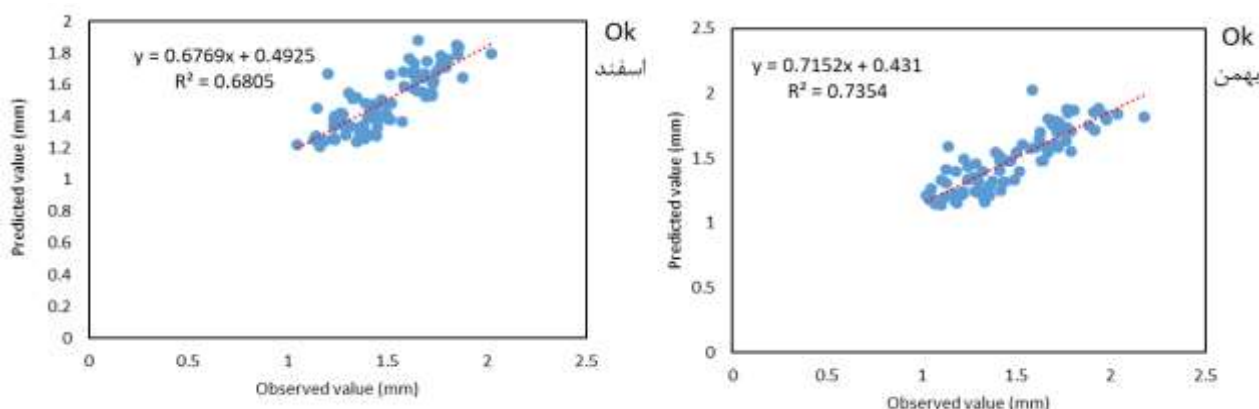 Ok
اسفند
y = 0.6769x + 0.4925
R² = 0.6805
Predicted value (mm)
2
1.8
1.6
1.4
1.2
1
0.8
0.6
0.4
0.2
0
0
1
1.5
2
2.5
Observed value (mm)
Ok
بهمن
y = 0.7152x + 0.431
R² = 0.7354
Predicted value (mm)
2.5
2
1.5
1
0.5
0
0
0.5
1
1.5
2
2.5
Observed value (mm)